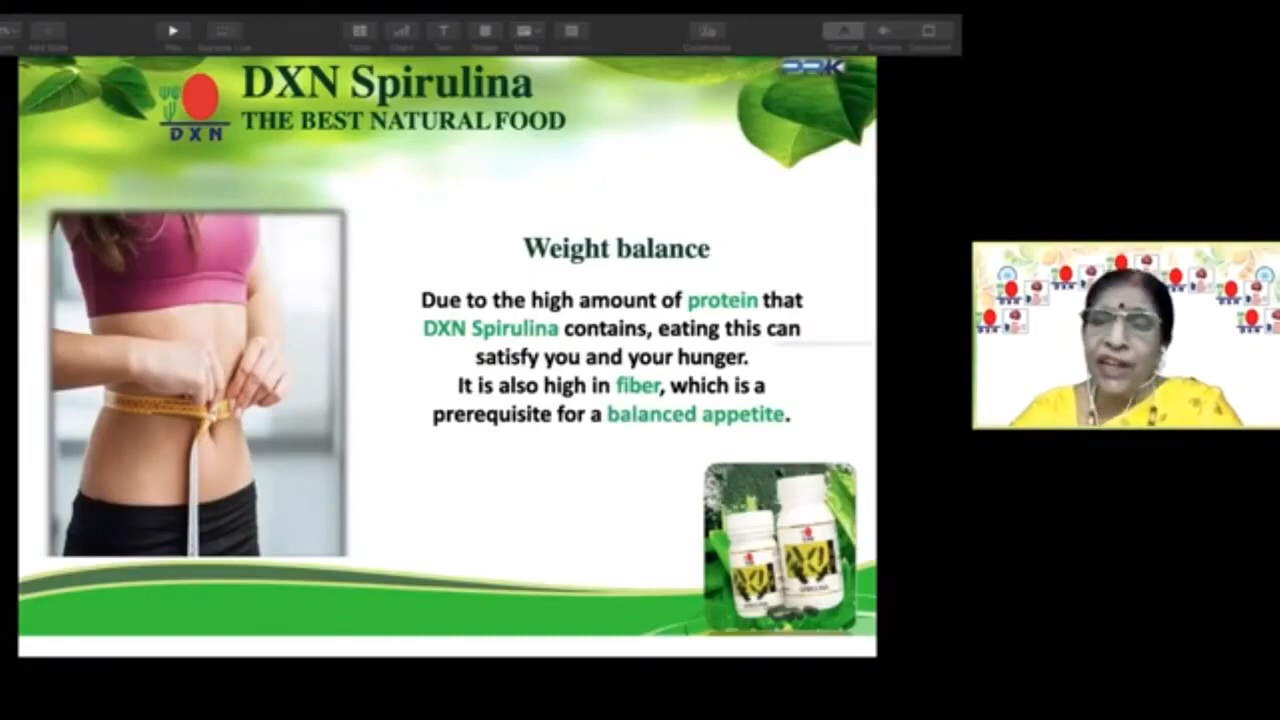 Play
DXN Spirulina
THE BEST NATURAL FOOD
DXN
Weight balance
Due to the high amount of protein that
DXN Spirulina contains, eating this can
satisfy you and your hunger.
It is also high in fiber, which is a
prerequisite for a balanced appetite.